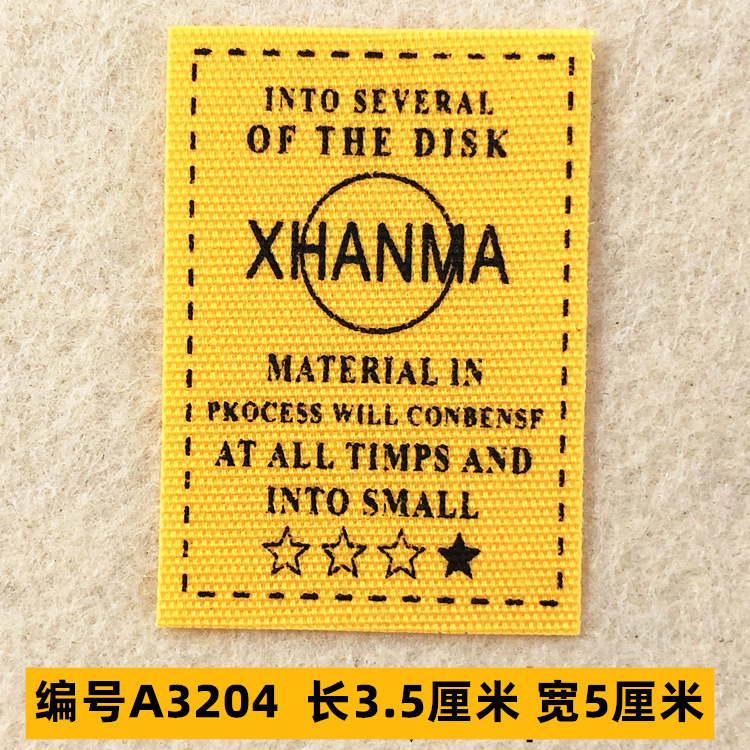 INTO SEVERAL
OF THE DISK
XHANMA
MATERIAL IN
PKOCESS WILL CONBENSF
AT ALL TIMPS AND
INTO SMALL
编号A3204 长3.5厘米 宽5厘米